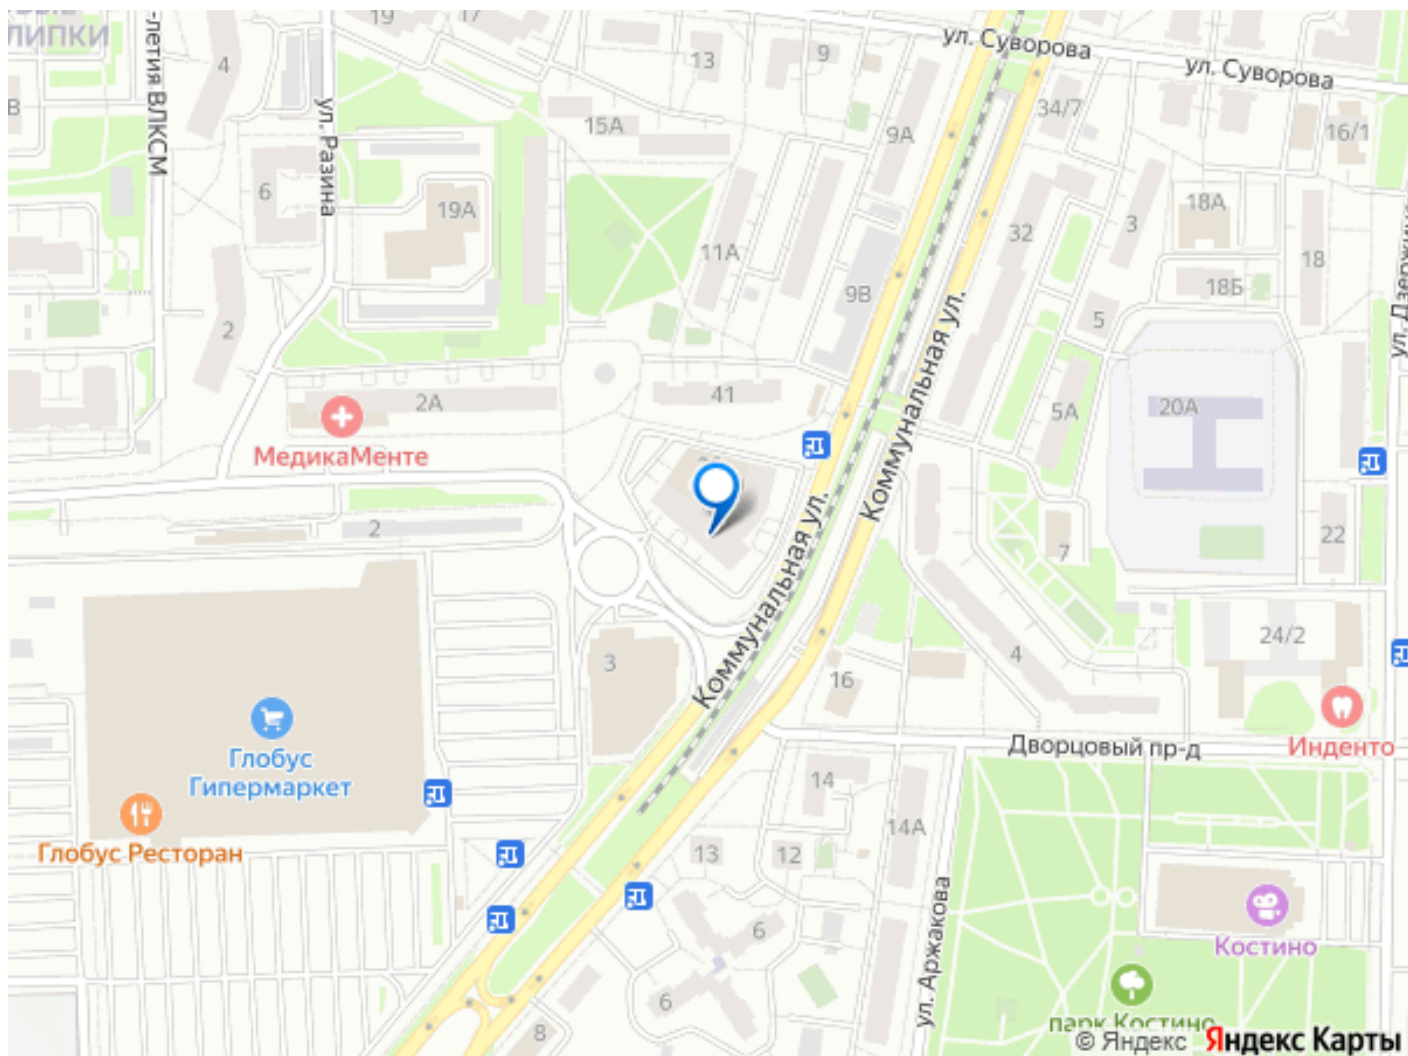 ЛИПКИ
-летия ВЛКСМ
ул. Разина
ул. Суворова
ул. Суворова
19
17
4
13
9
15А
9А
34/7
16/1
В
6
19А
11А
32
3
18А
18
18Б
9В
5
2
2А
41
5А
20А
ул. Дзержинс
МедикаМенте
Коммунальная ул.
Коммунальная ул.
2
7
22
3
4
24/2
16
Глобус
Гипермаркет
Дворцовый пр-д
Инденто
14
14А
Глобус Ресторан
13
12
ул. Аржакова
6
6
8
Костино
парк Костино
© Яндекс
Яндекс Карты